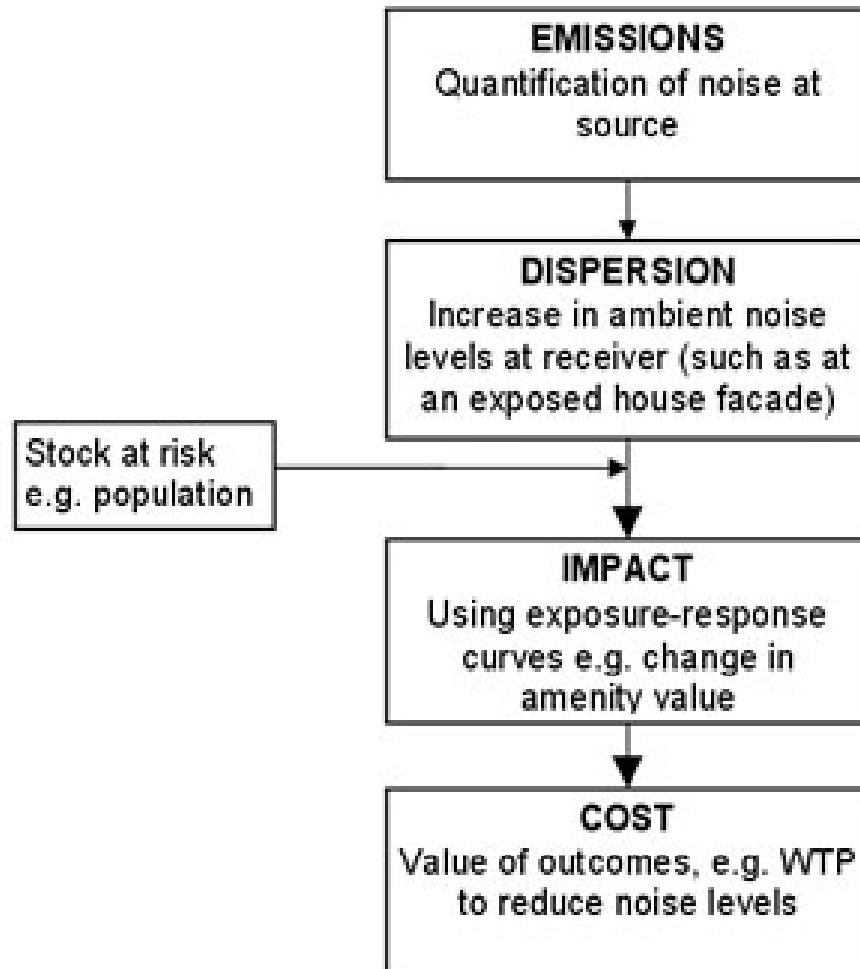 EMISSIONS
Quantification of noise at
source
DISPERSION
Increase in ambient noise
levels at receiver (such as at
an exposed house facade)
Stock at risk
e.g. population
IMPACT
Using exposure-response
curves e.g. change in
amenity value
COST
Value of outcomes, e.g. WTP
to reduce noise levels